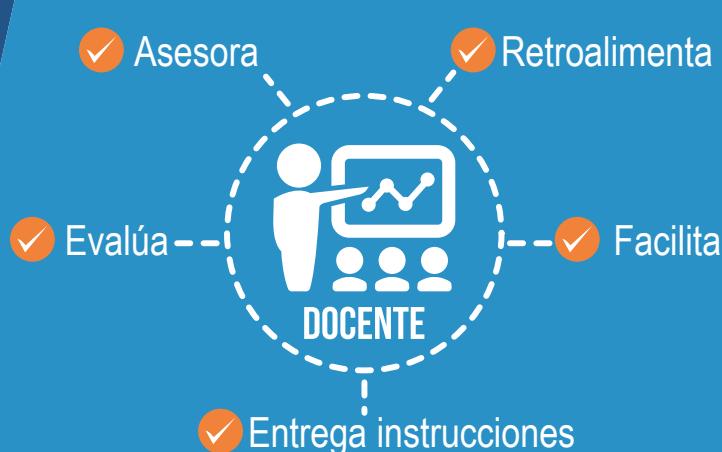 Asesora
Retroalimenta
Evalúa
Facilita
DOCENTE
Entrega instrucciones